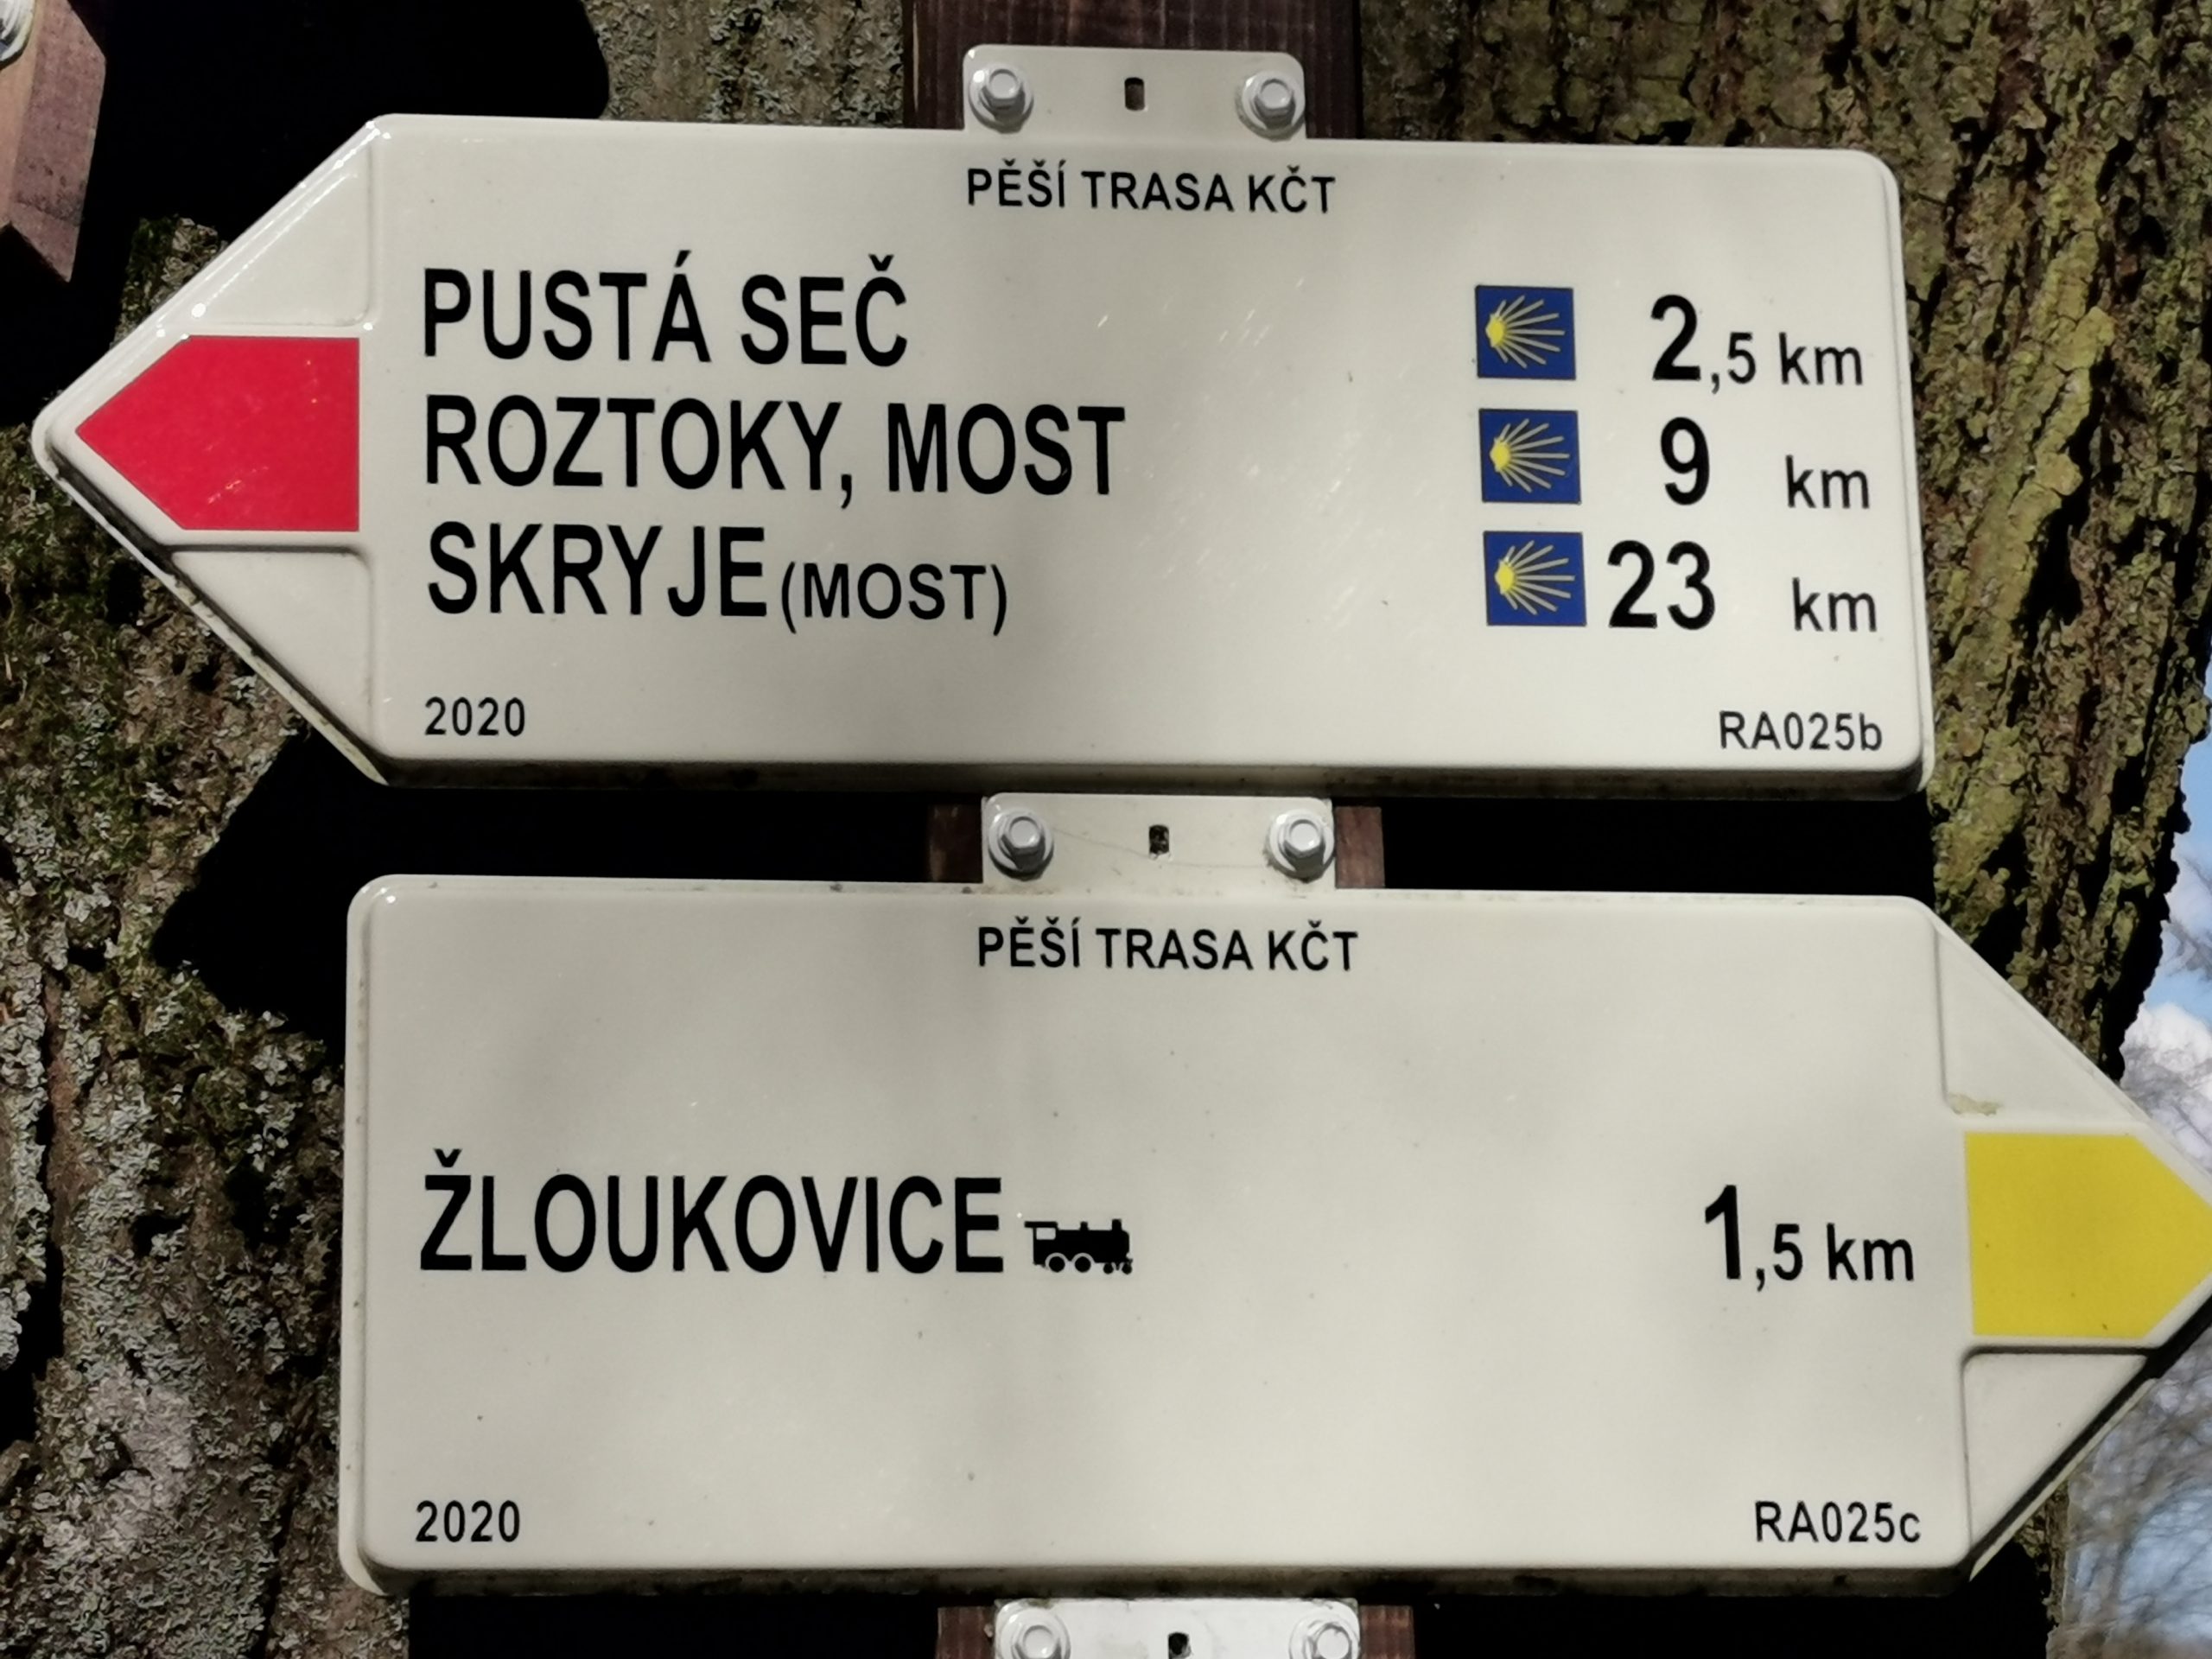 PĚŠÍ TRASA KČT
PUSTÁ SEČ 2,5 km
ROZTOKY, MOST 9 km
SKRYJE (MOST) 23 km
2020 RA025b
PĚŠÍ TRASA KČT
ŽLOUKOVICE 1,5 km
2020 RA025c